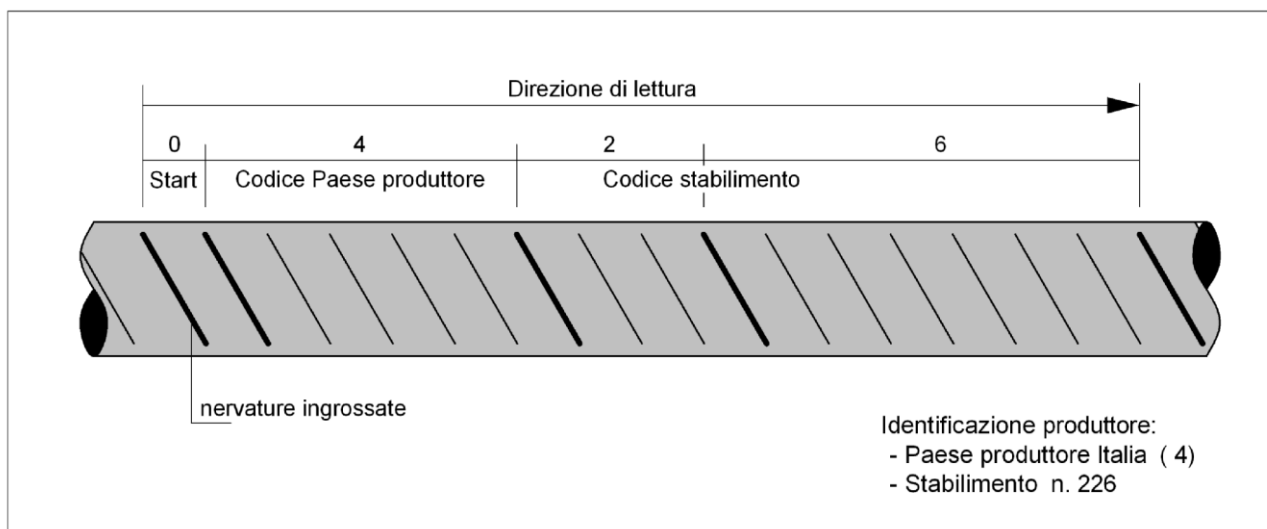 Direzione di lettura
0 4 2 6
Start Codice Paese produttore Codice stabilimento
nervature ingrossate
Identificazione produttore:
- Paese produttore Italia ( 4)
- Stabilimento n. 226